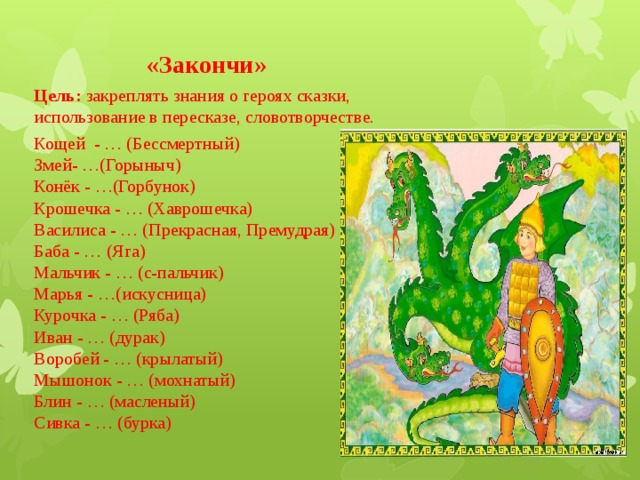 «Закончи»
Цель: закреплять знания о героях сказки,
использование в пересказе, словотворчестве.
Кощей - … (Бессмертный)
Змей- …(Горыныч)
Конёк - …(Горбунок)
Крошечка - … (Хаврошечка)
Василиса - … (Прекрасная, Премудрая)
Баба - … (Яга)
Мальчик - … (с-пальчик)
Марья - …(искусница)
Курочка - … (Ряба)
Иван - … (дурак)
Воробей - … (крылатый)
Мышонок - … (мохнатый)
Блин - … (масленый)
Сивка - … (бурка)